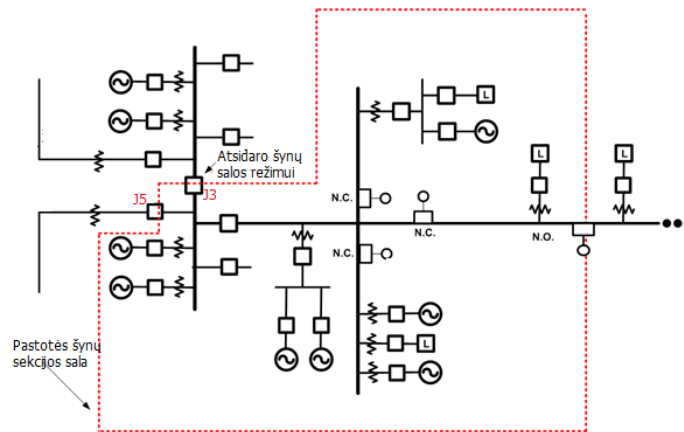 L
L
L
Atsidaro šynų
salos režimui
J5
J3
N.C.
N.C.
N.O.
N.C.
L
Pastotės šynų
sekcijos sala